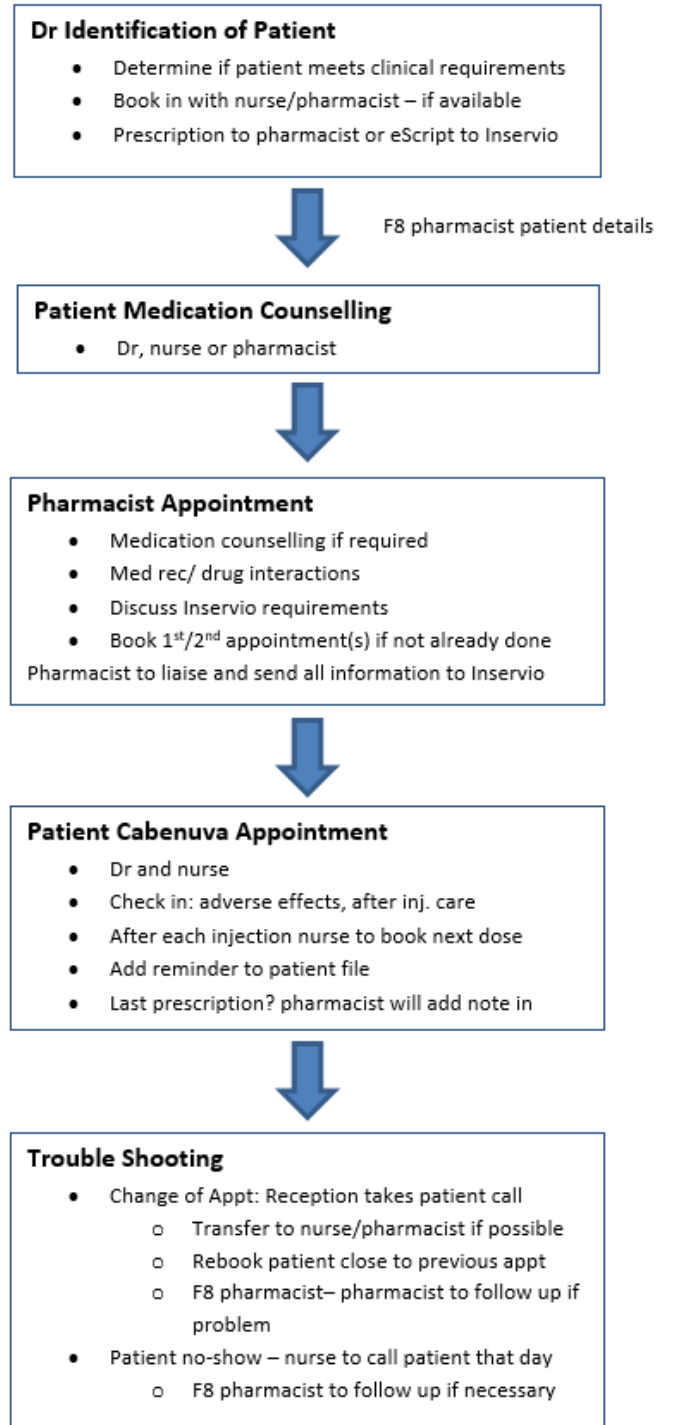 Dr Identification of Patient
• Determine if patient meets clinical requirements
• Book in with nurse/pharmacist – if available
• Prescription to pharmacist or eScript to Inservio
F8 pharmacist patient details
Patient Medication Counselling
• Dr, nurse or pharmacist
Pharmacist Appointment
• Medication counselling if required
• Med rec/ drug interactions
• Discuss Inservio requirements
• Book 1st/2nd appointment(s) if not already done
Pharmacist to liaise and send all information to Inservio
Patient Cabenuva Appointment
• Dr and nurse
• Check in: adverse effects, after inj. care
• After each injection nurse to book next dose
• Add reminder to patient file
• Last prescription? pharmacist will add note in
Trouble Shooting
• Change of Appt: Reception takes patient call
o Transfer to nurse/pharmacist if possible
o Rebook patient close to previous appt
o F8 pharmacist– pharmacist to follow up if
problem
• Patient no-show – nurse to call patient that day
o F8 pharmacist to follow up if necessary